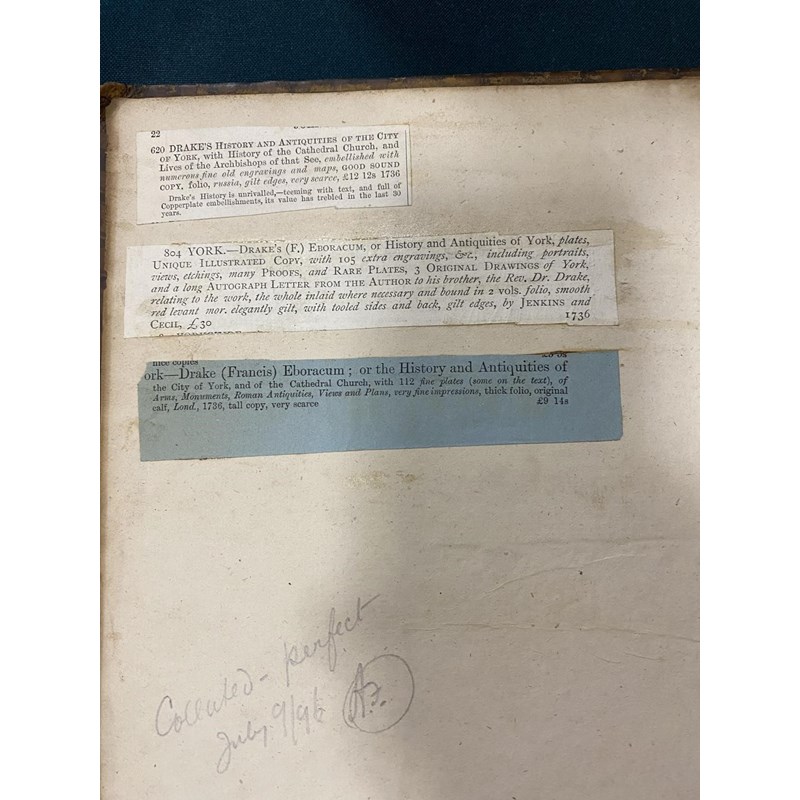 22
620 DRAKE'S HISTORY AND ANTIQUITIES OF THE CITY
OF YORK, with History of the Cathedral Church, and
Lives of the Archbishops of that See, embellished with
numerous fine old engravings and maps, GOOD SOUND
COPY, folio, russia, gilt edges, very scarce, £12 12s 1736
Drake's History is unrivalled,—teeming with text, and full of
Copperplate embellishments, its value has trebled in the last 30
years.
804 YORK.—DRAKE'S (F.) EBORACUM, or History and Antiquities of York, plates,
UNIQUE ILLUSTRATED COPY, with 105 extra engravings, &c., including portraits,
views, etchings, many PROOFS, and RARE PLATES, 3 ORIGINAL DRAWINGS of York,
and a long AUTOGRAPH LETTER FROM THE AUTHOR to his brother, the Rev. Dr. Drake,
relating to the work, the whole inlaid where necessary and bound in 2 vols. folio, smooth
red levant mor. elegantly gilt, with tooled sides and back, gilt edges, by JENKINS and
CECIL, £30 1736
nice copies
ork—Drake (Francis) Eboracum; or the History and Antiquities of
the City of York, and of the Cathedral Church, with 112 fine plates (some on the text), of
Arms, Monuments, Roman Antiquities, Views and Plans, very fine impressions, thick folio, original
calf, Lond., 1736, tall copy, very scarce £9 14s
Collated - perfect
July 9/96